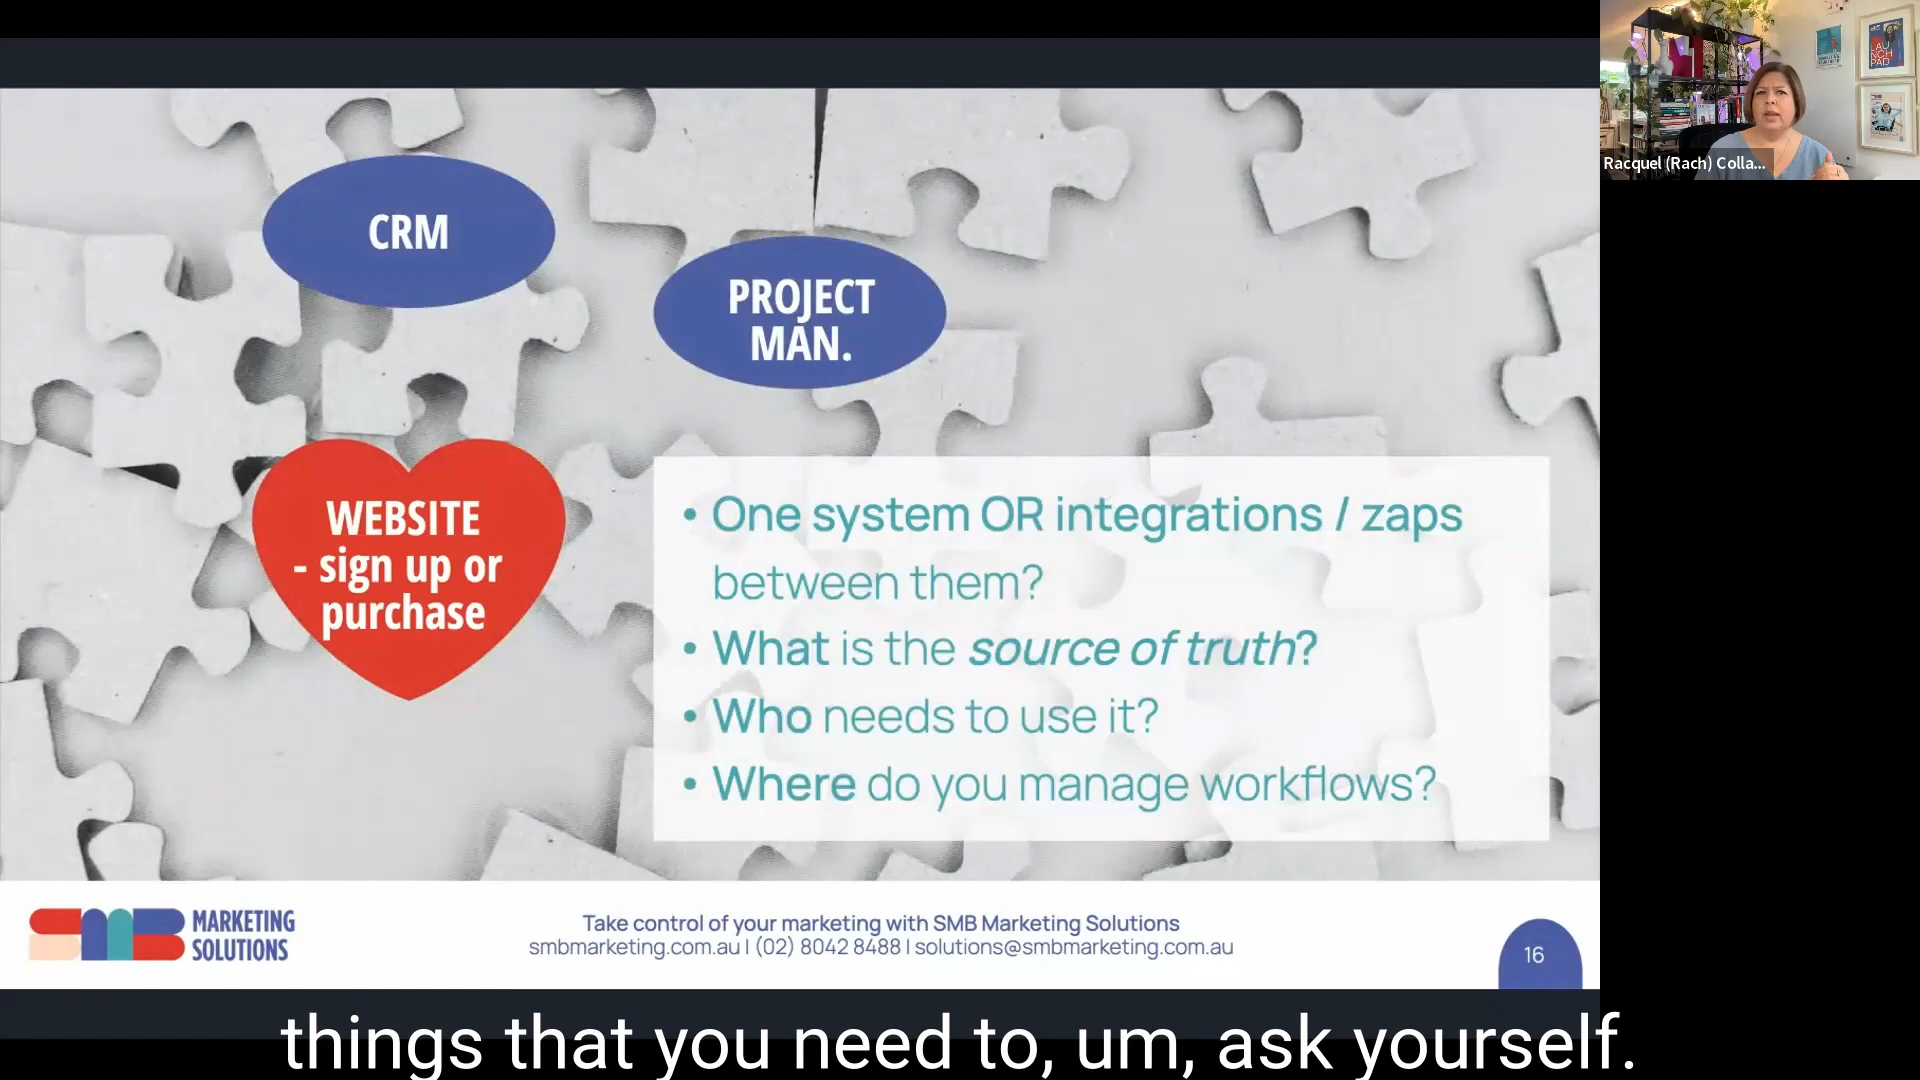 CRM
PROJECT
MAN.
WEBSITE
- sign up or
purchase
• One system OR integrations / zaps
between them?
• What is the source of truth?
• Who needs to use it?
• Where do you manage workflows?
MARKETING
SOLUTIONS
Take control of your marketing with SMB Marketing Solutions
smbmarketing.com.au | (02) 8042 8488 | solutions@smbmarketing.com.au
16
LAU
NCH
PAD
Racquel (Rach) Colla...
things that you need to, um, ask yourself.